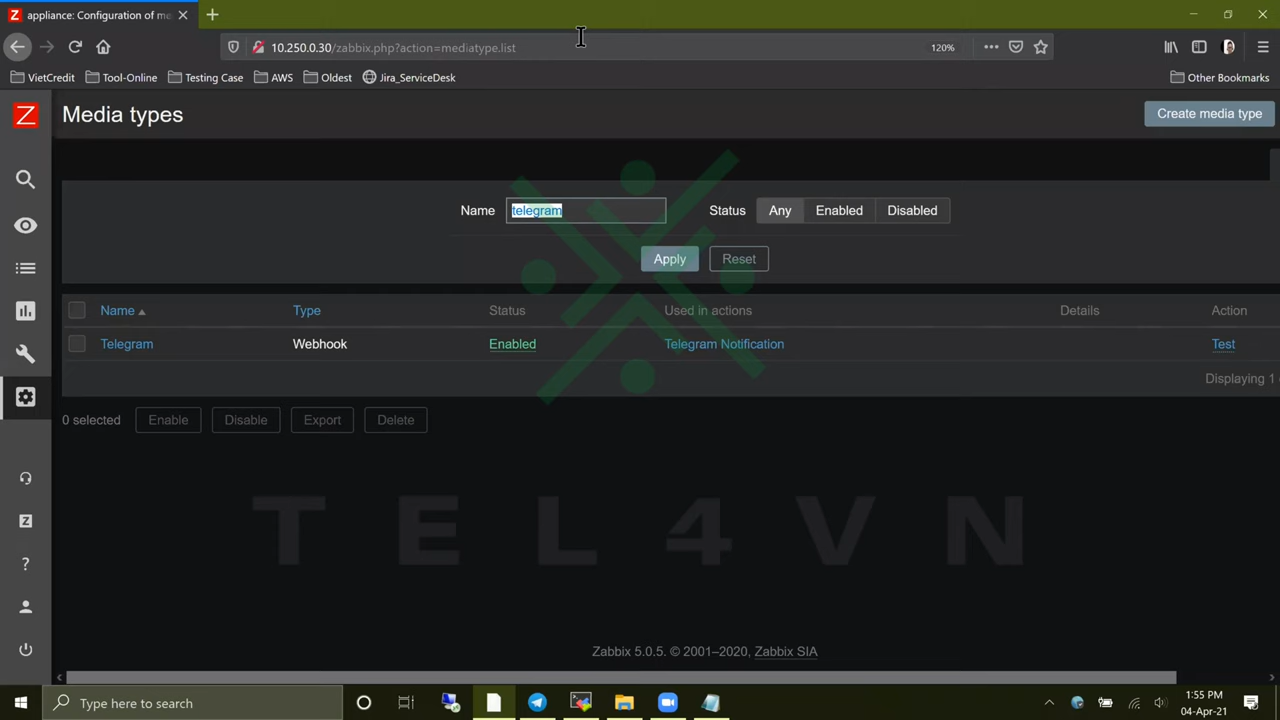 Z appliance: Configuration of me
10.250.0.30/zabbix.php?action=mediatype.list 120%
VietCredit Tool-Online Testing Case AWS Oldest Jira_ServiceDesk Other Bookmarks
Z Media types Create media type
Name telegram Status Any Enabled Disabled
Apply Reset
Name Type Status Used in actions Details Action
Telegram Webhook Enabled Telegram Notification Test
Displaying 1
0 selected Enable Disable Export Delete
TEL4VN
Z
?
Zabbix 5.0.5. © 2001–2020, Zabbix SIA
Type here to search
1:55 PM
04-Apr-21